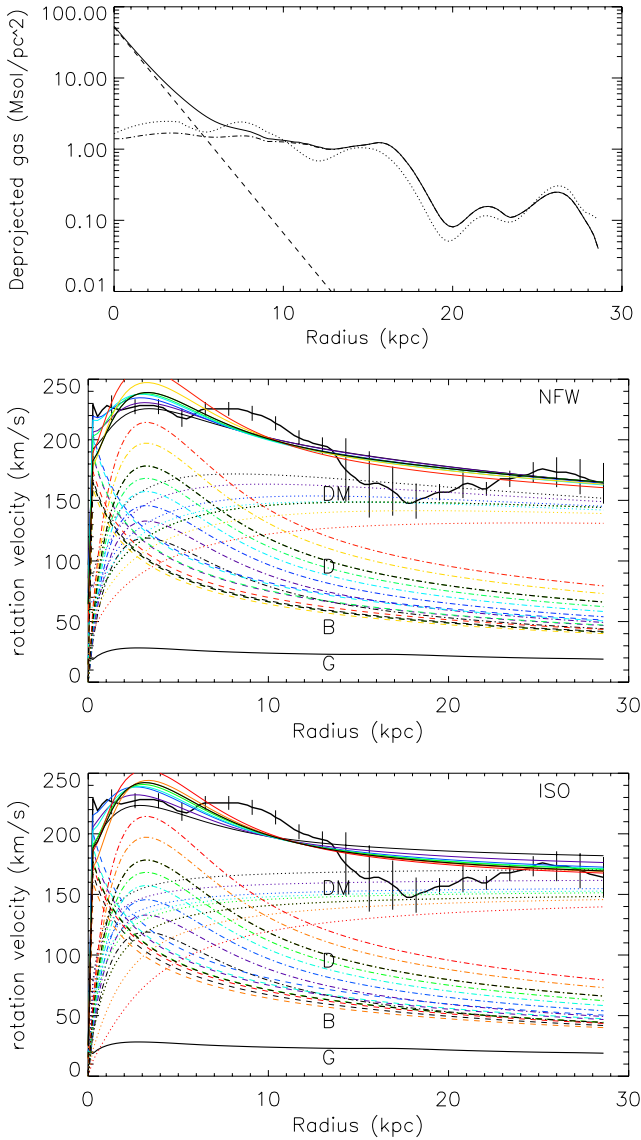 100.00
10.00
1.00
0.10
0.01
Deprojected gas (Msol/pc^2)
0
10
20
30
Radius (kpc)
250
200
150
100
50
0
rotation velocity (km/s)
NFW
DM
D
B
G
0
10
20
30
Radius (kpc)
250
200
150
100
50
0
rotation velocity (km/s)
ISO
DM
D
B
G
0
10
20
30
Radius (kpc)